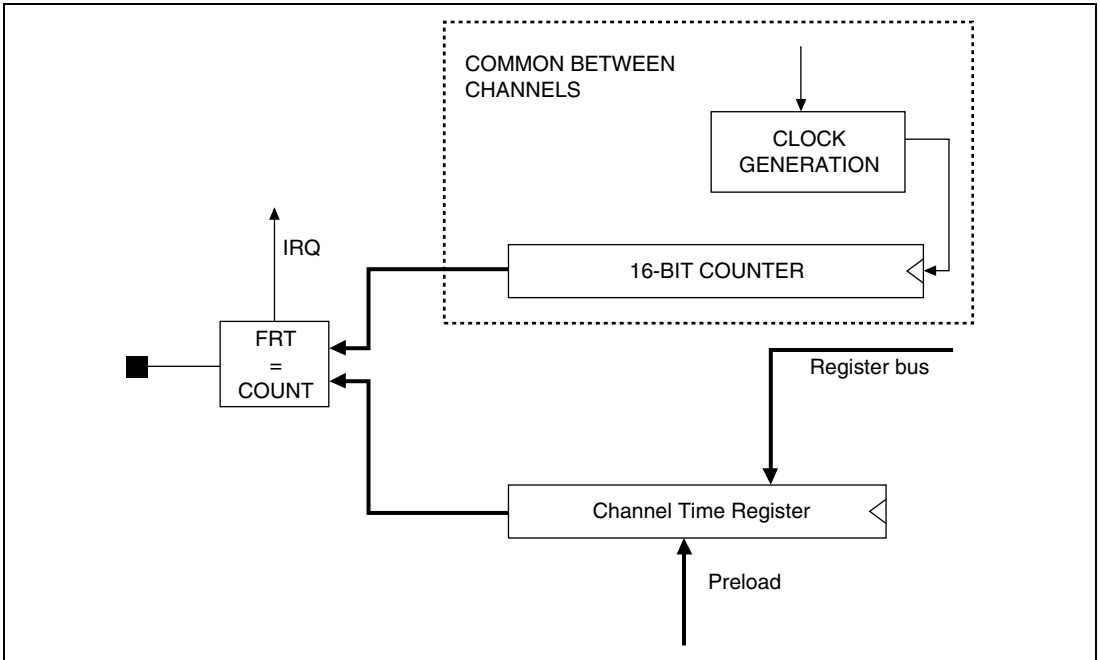 COMMON BETWEEN
CHANNELS
CLOCK
GENERATION
IRQ
16-BIT COUNTER
FRT
=
COUNT
Register bus
Channel Time Register
Preload